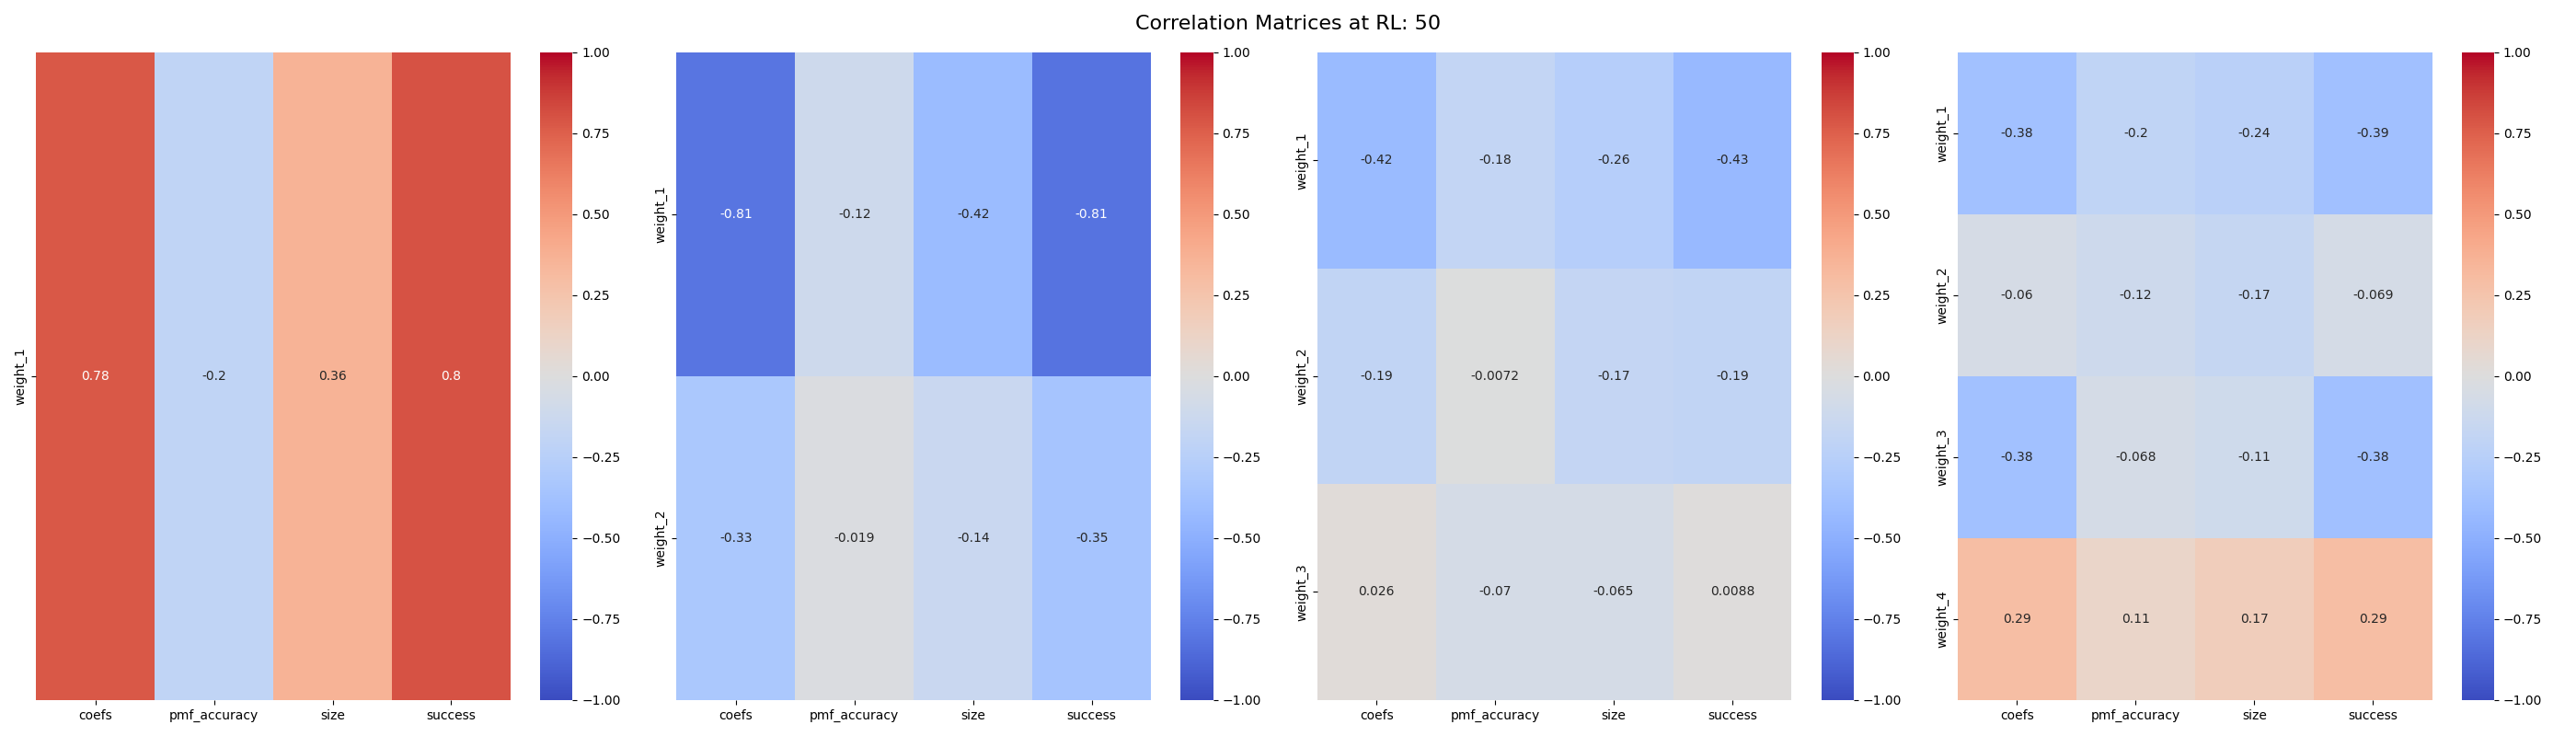 Correlation Matrices at RL: 50
weight_1
0.78 -0.2 0.36 0.8
coefs pmf_accuracy size success
1.00
0.75
0.50
0.25
0.00
−0.25
−0.50
−0.75
−1.00
weight_1
-0.81 -0.12 -0.42 -0.81
weight_2
-0.33 -0.019 -0.14 -0.35
coefs pmf_accuracy size success
1.00
0.75
0.50
0.25
0.00
−0.25
−0.50
−0.75
−1.00
weight_1
-0.42 -0.18 -0.26 -0.43
weight_2
-0.19 -0.0072 -0.17 -0.19
weight_3
0.026 -0.07 -0.065 0.0088
coefs pmf_accuracy size success
1.00
0.75
0.50
0.25
0.00
−0.25
−0.50
−0.75
−1.00
weight_1
-0.38 -0.2 -0.24 -0.39
weight_2
-0.06 -0.12 -0.17 -0.069
weight_3
-0.38 -0.068 -0.11 -0.38
weight_4
0.29 0.11 0.17 0.29
coefs pmf_accuracy size success
1.00
0.75
0.50
0.25
0.00
−0.25
−0.50
−0.75
−1.00